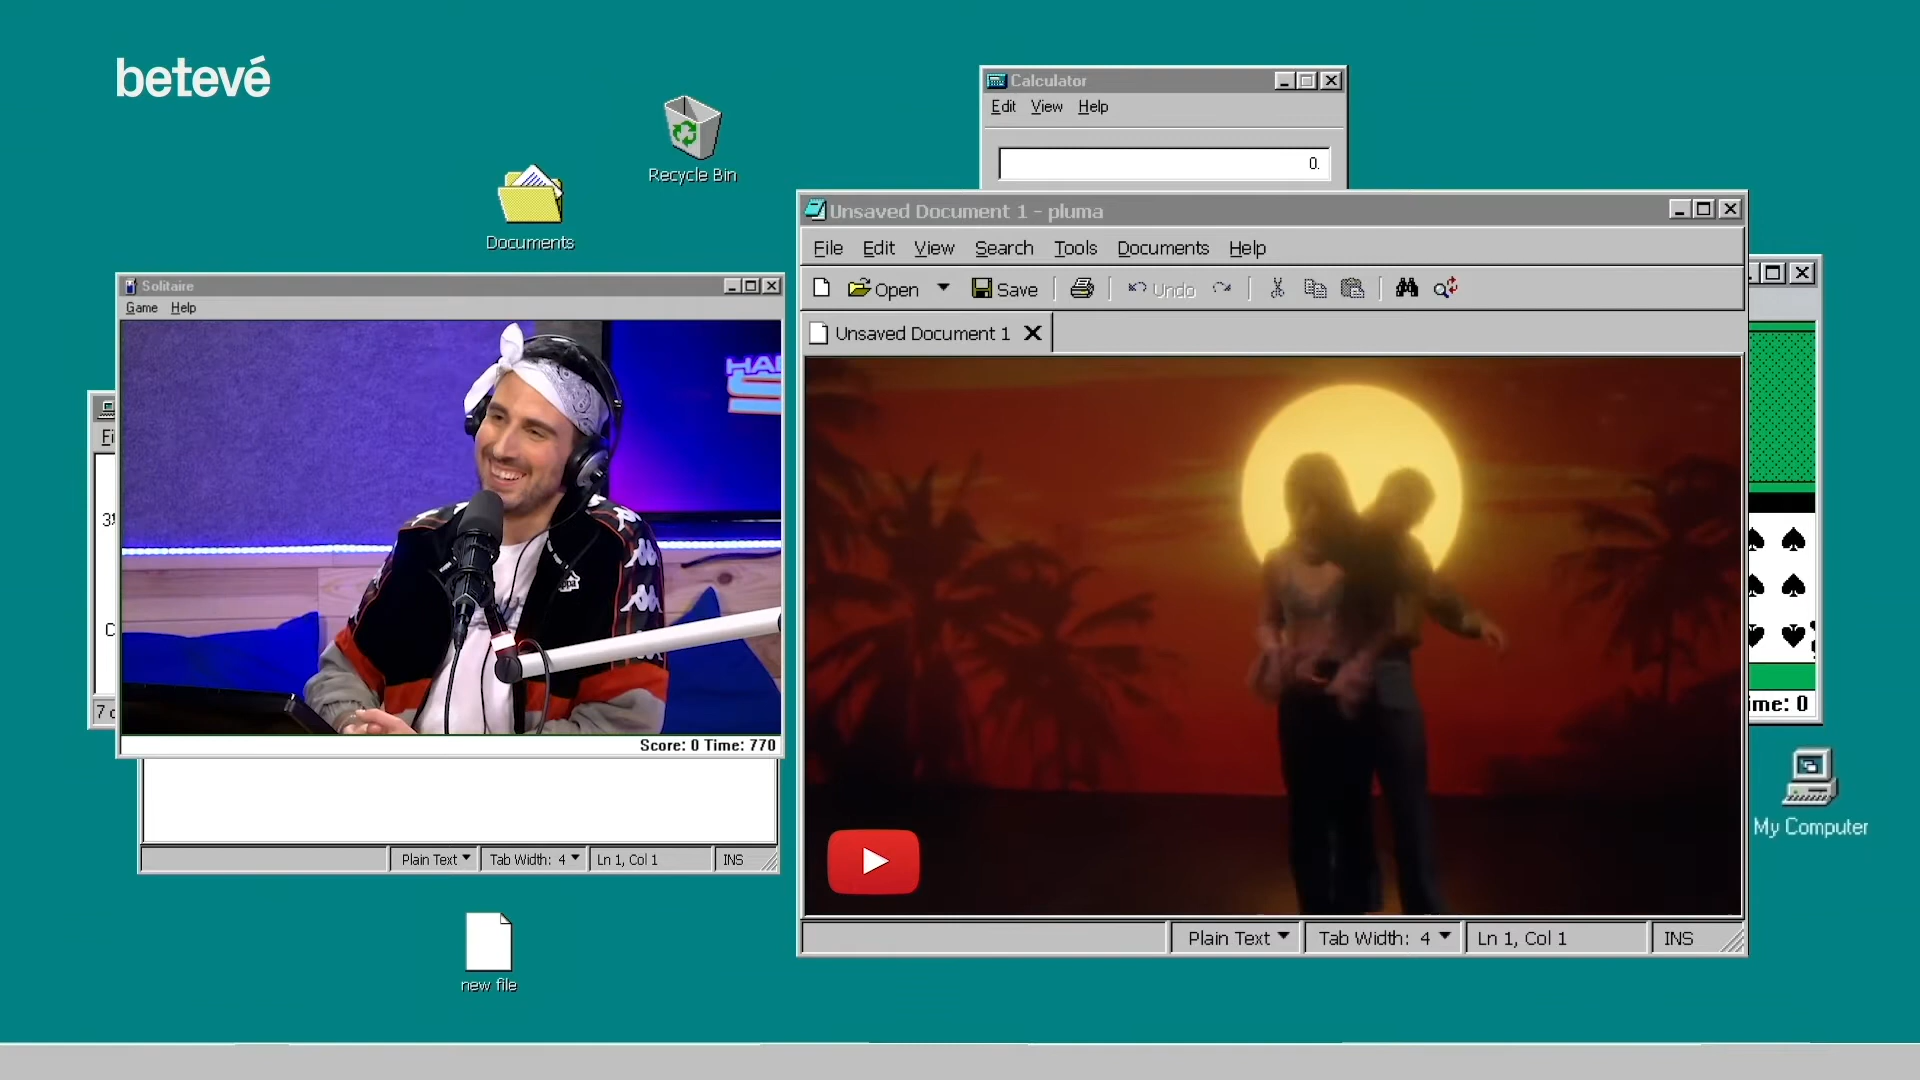 betevé
Recycle Bin
Documents
Calculator
Edit View Help
0.
Unsaved Document 1 - pluma
File Edit View Search Tools Documents Help
Open Save Undo
Unsaved Document 1
Solitaire
Game Help
HAR
Score: 0 Time: 770
Plain Text Tab Width: 4 Ln 1, Col 1 INS
new file
Plain Text Tab Width: 4 Ln 1, Col 1 INS
ime: 0
My Computer